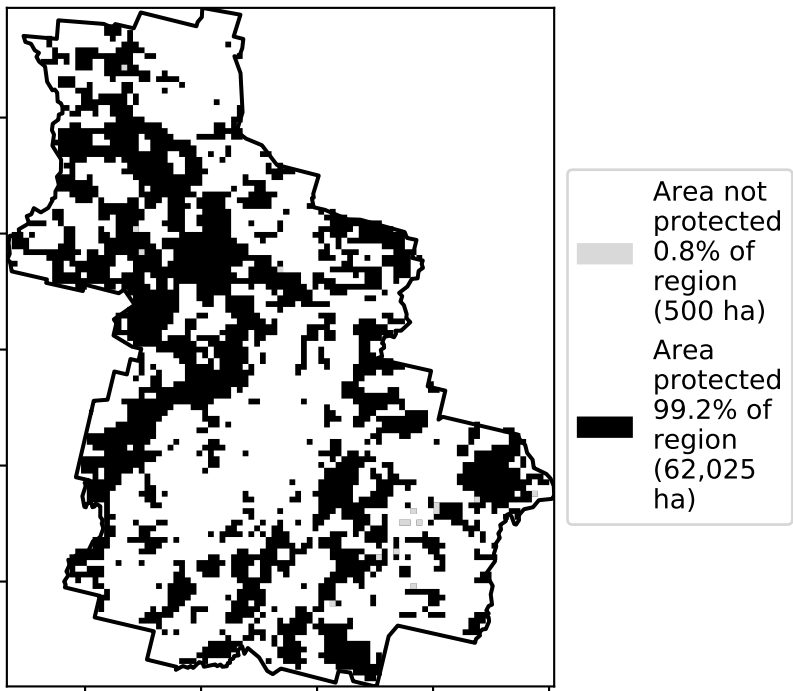 Area not
protected
0.8% of
region
(500 ha)
Area
protected
99.2% of
region
(62,025
ha)